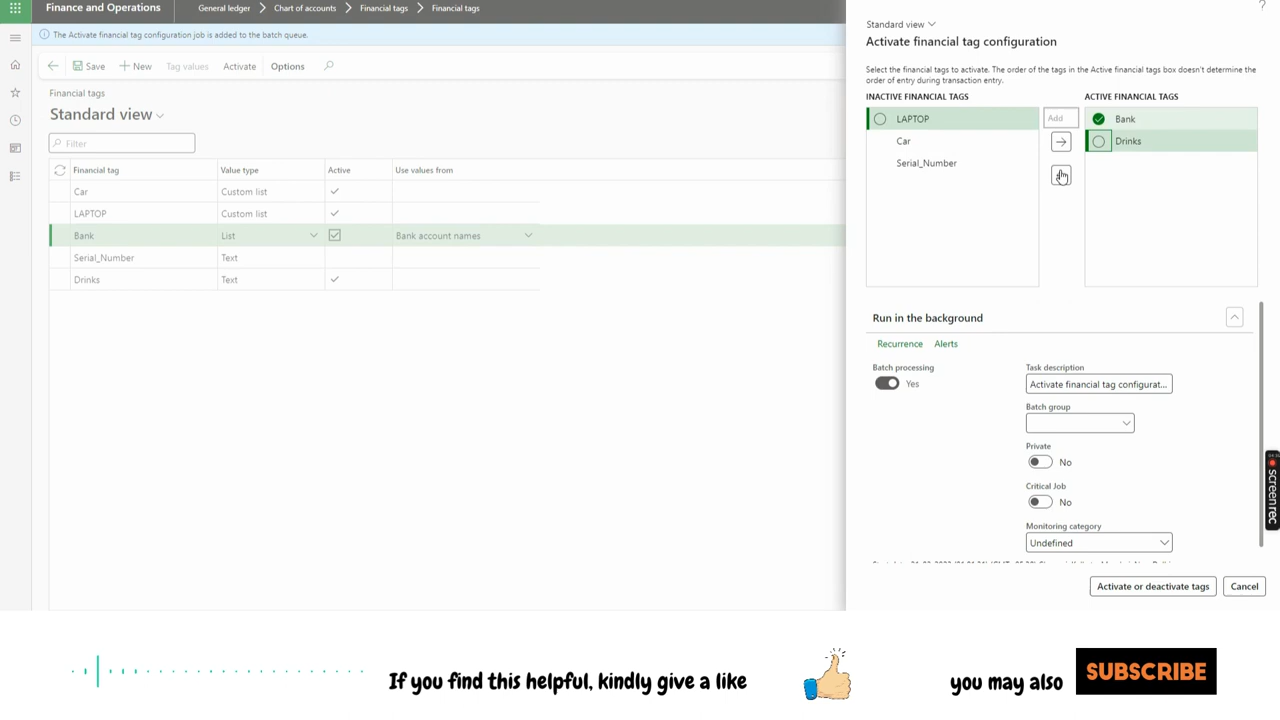 Finance and Operations
General ledger > Chart of accounts > Financial tags > Financial tags
The Activate financial tag configuration job is added to the batch queue.
Save New Tag values Activate Options
Financial tags
Standard view
Filter
Financial tag Value type Active Use values from
Car Custom list
LAPTOP Custom list
Bank List Bank account names
Serial_Number Text
Drinks Text
?
Standard view
Activate financial tag configuration
Select the financial tags to activate. The order of the tags in the Active financial tags box doesn't determine the
order of entry during transaction entry.
INACTIVE FINANCIAL TAGS ACTIVE FINANCIAL TAGS
LAPTOP Add Bank
Car Drinks
Serial_Number
Run in the background
Recurrence Alerts
Batch processing
Yes
Task description
Activate financial tag configurat...
Batch group
Private
No
Critical Job
No
Monitoring category
Undefined
Activate or deactivate tags Cancel
screenrec
If you find this helpful, kindly give a like you may also SUBSCRIBE